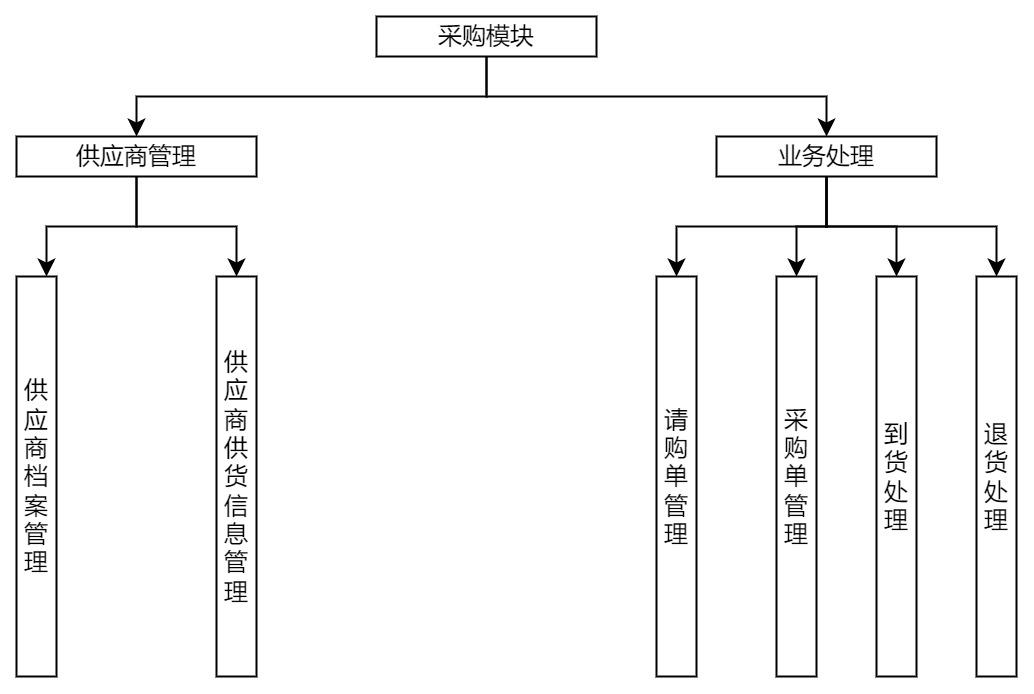 采购模块
供应商管理
业务处理
供应商档案管理
供应商供货信息管理
请购单管理
采购单管理
到货处理
退货处理